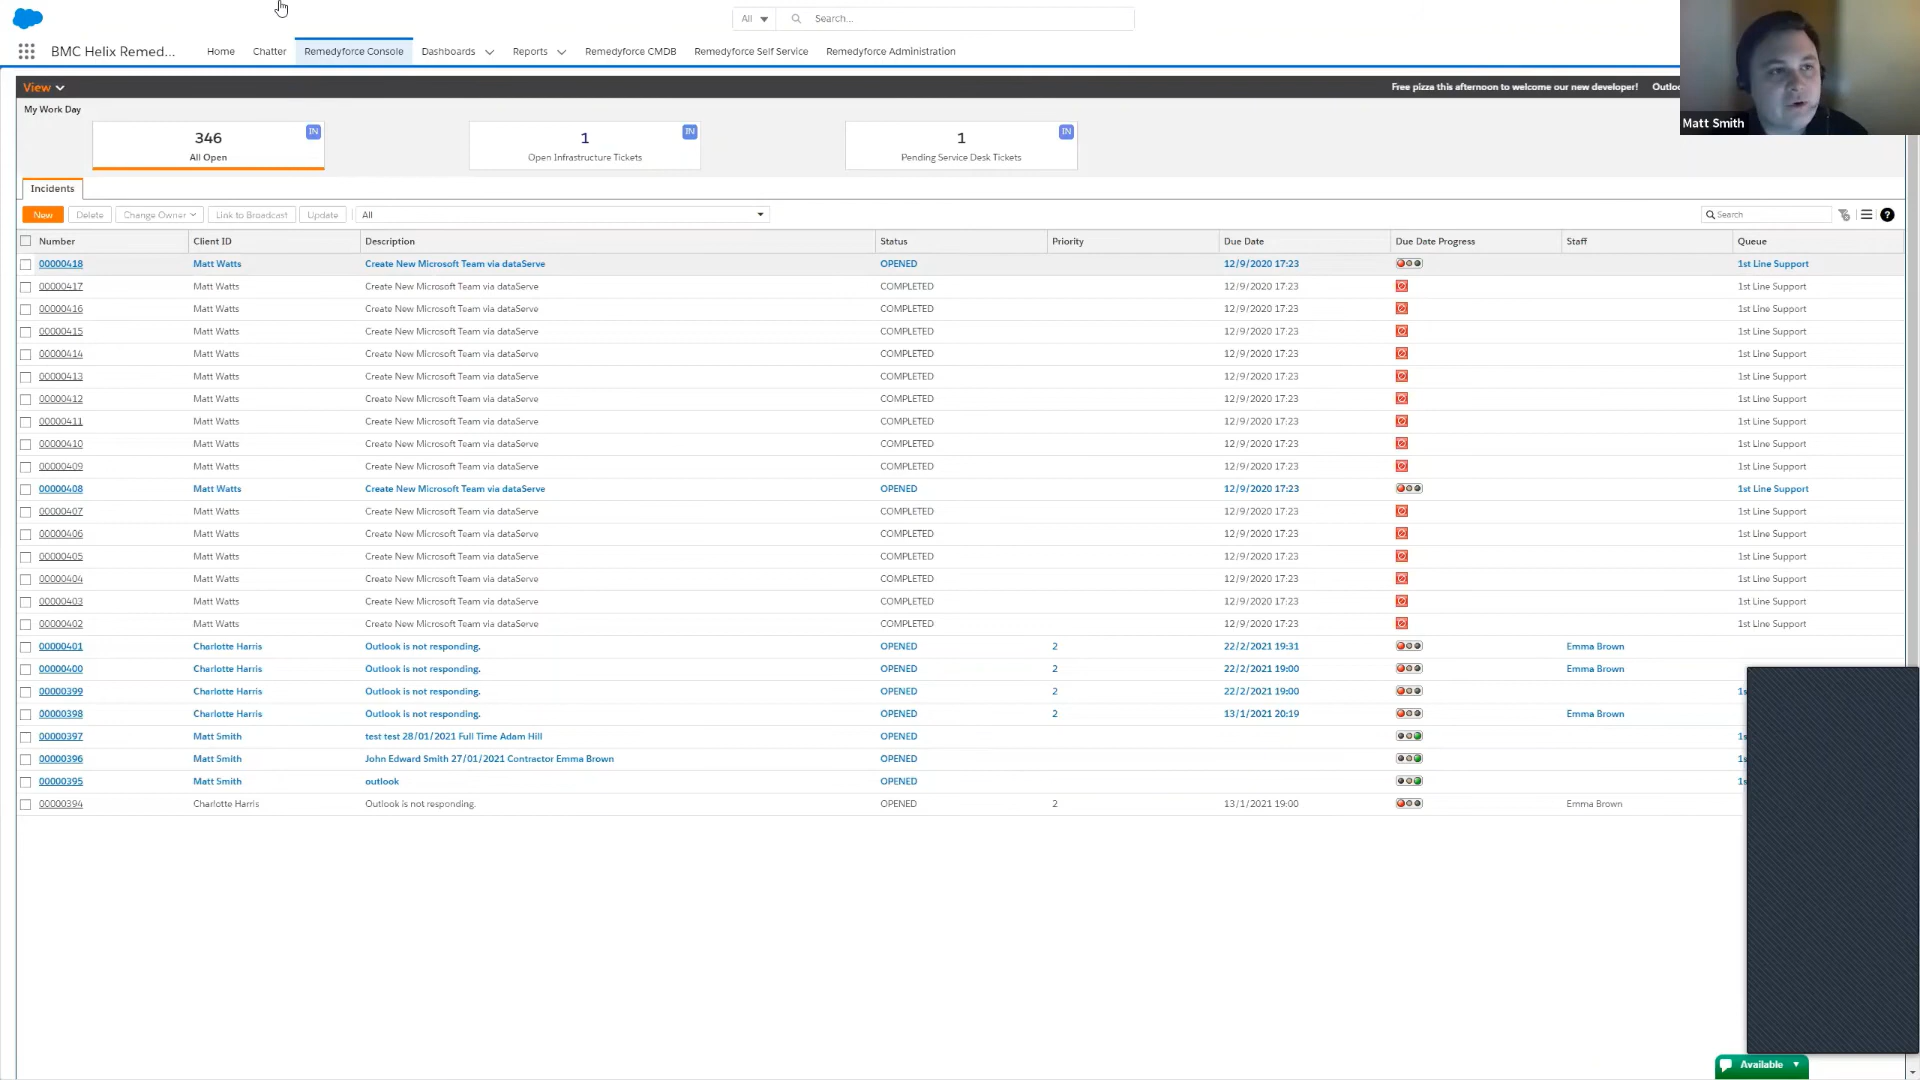 All Search...
BMC Helix Remed... Home Chatter Remedyforce Console Dashboards Reports Remedyforce CMDB Remedyforce Self Service Remedyforce Administration
View Free pizza this afternoon to welcome our new developer! Outloo
Matt Smith
My Work Day
346 IN 1 IN 1 IN
All Open Open Infrastructure Tickets Pending Service Desk Tickets
Incidents
New Delete Change Owner Link to Broadcast Update All Search ?
Number Client ID Description Status Priority Due Date Due Date Progress Staff Queue
00000418 Matt Watts Create New Microsoft Team via dataServe OPENED 12/9/2020 17:23 1st Line Support
00000417 Matt Watts Create New Microsoft Team via dataServe COMPLETED 12/9/2020 17:23 1st Line Support
00000416 Matt Watts Create New Microsoft Team via dataServe COMPLETED 12/9/2020 17:23 1st Line Support
00000415 Matt Watts Create New Microsoft Team via dataServe COMPLETED 12/9/2020 17:23 1st Line Support
00000414 Matt Watts Create New Microsoft Team via dataServe COMPLETED 12/9/2020 17:23 1st Line Support
00000413 Matt Watts Create New Microsoft Team via dataServe COMPLETED 12/9/2020 17:23 1st Line Support
00000412 Matt Watts Create New Microsoft Team via dataServe COMPLETED 12/9/2020 17:23 1st Line Support
00000411 Matt Watts Create New Microsoft Team via dataServe COMPLETED 12/9/2020 17:23 1st Line Support
00000410 Matt Watts Create New Microsoft Team via dataServe COMPLETED 12/9/2020 17:23 1st Line Support
00000409 Matt Watts Create New Microsoft Team via dataServe COMPLETED 12/9/2020 17:23 1st Line Support
00000408 Matt Watts Create New Microsoft Team via dataServe OPENED 12/9/2020 17:23 1st Line Support
00000407 Matt Watts Create New Microsoft Team via dataServe COMPLETED 12/9/2020 17:23 1st Line Support
00000406 Matt Watts Create New Microsoft Team via dataServe COMPLETED 12/9/2020 17:23 1st Line Support
00000405 Matt Watts Create New Microsoft Team via dataServe COMPLETED 12/9/2020 17:23 1st Line Support
00000404 Matt Watts Create New Microsoft Team via dataServe COMPLETED 12/9/2020 17:23 1st Line Support
00000403 Matt Watts Create New Microsoft Team via dataServe COMPLETED 12/9/2020 17:23 1st Line Support
00000402 Matt Watts Create New Microsoft Team via dataServe COMPLETED 12/9/2020 17:23 1st Line Support
00000401 Charlotte Harris Outlook is not responding. OPENED 2 22/2/2021 19:31 Emma Brown
00000400 Charlotte Harris Outlook is not responding. OPENED 2 22/2/2021 19:00 Emma Brown
00000399 Charlotte Harris Outlook is not responding. OPENED 2 22/2/2021 19:00 1s
00000398 Charlotte Harris Outlook is not responding. OPENED 2 13/1/2021 20:19 Emma Brown
00000397 Matt Smith test test 28/01/2021 Full Time Adam Hill OPENED 1s
00000396 Matt Smith John Edward Smith 27/01/2021 Contractor Emma Brown OPENED 1s
00000395 Matt Smith outlook OPENED 1s
00000394 Charlotte Harris Outlook is not responding. OPENED 2 13/1/2021 19:00 Emma Brown
Available